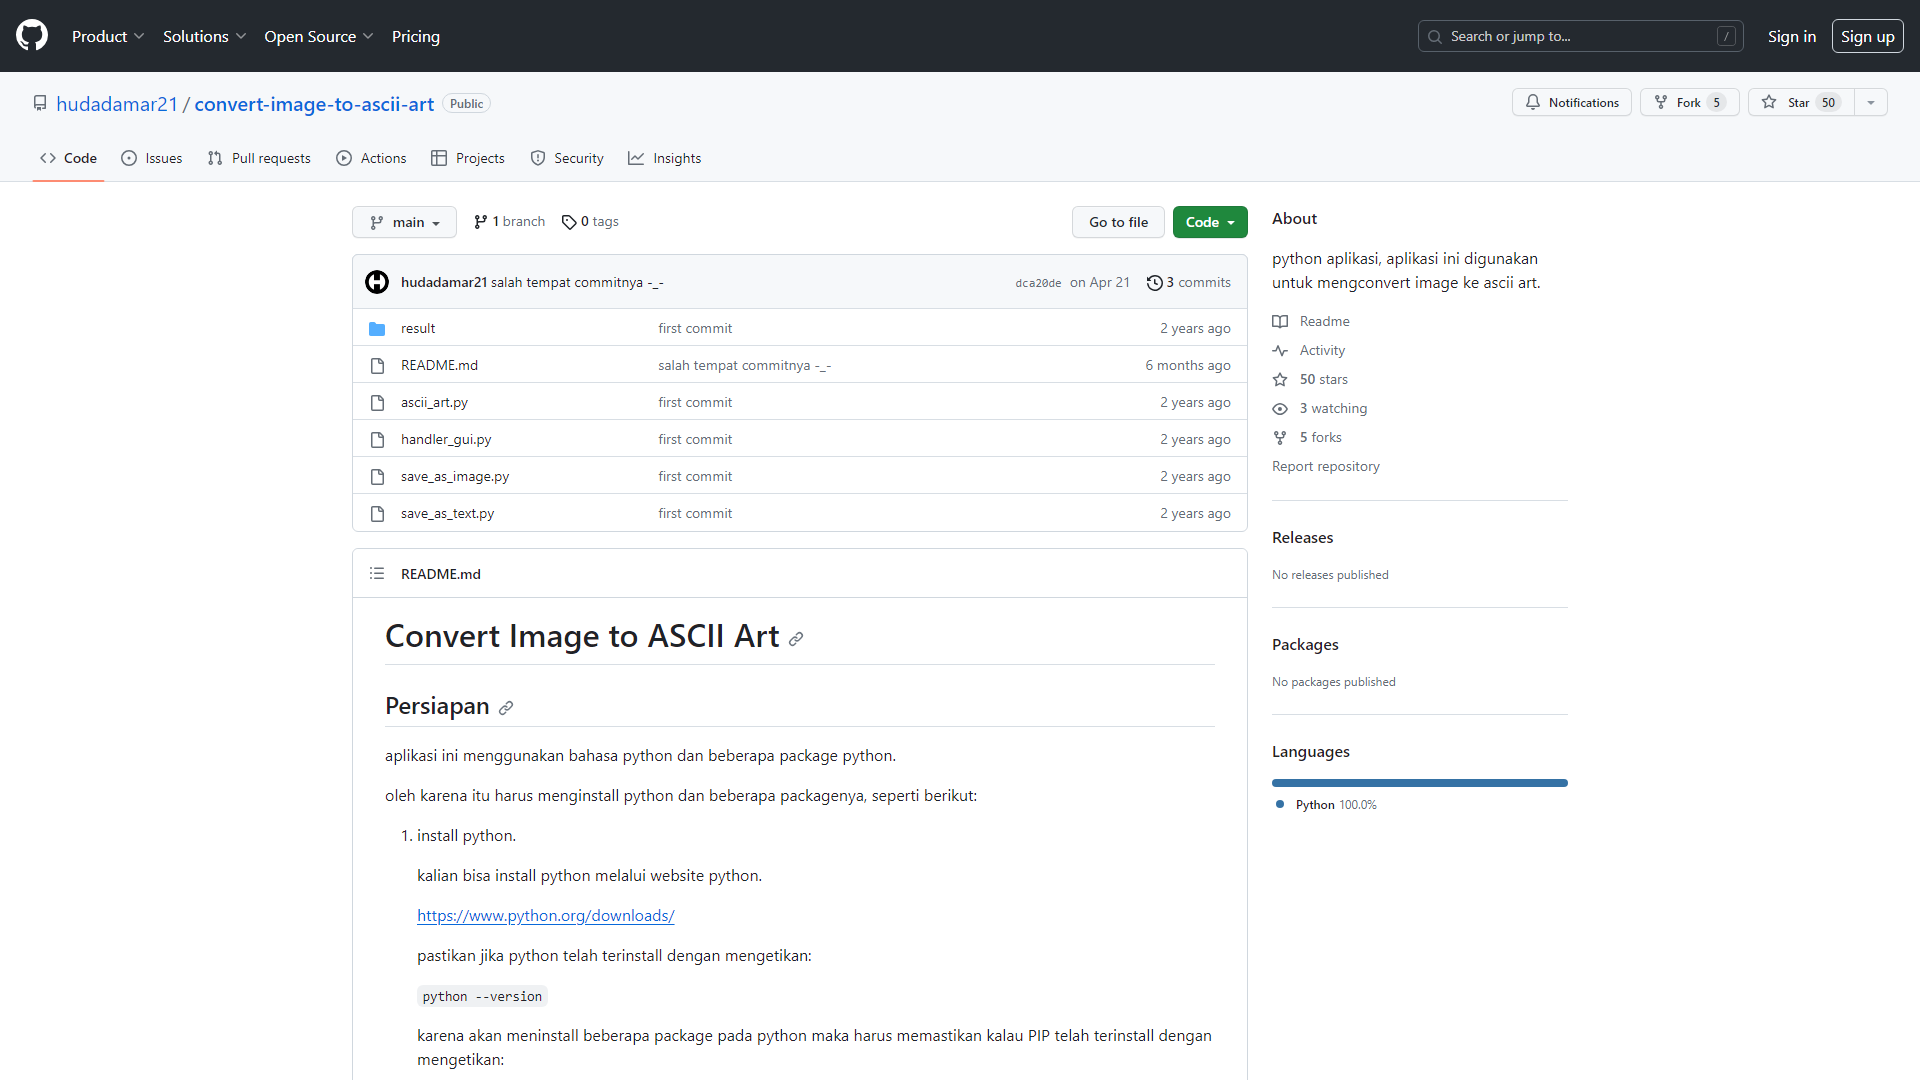 Product Solutions Open Source Pricing Search or jump to... / Sign in Sign up
hudadamar21 / convert-image-to-ascii-art Public Notifications Fork 5 Star 50
Code Issues Pull requests Actions Projects Security Insights
main 1 branch 0 tags Go to file Code
hudadamar21 salah tempat commitnya -_- dca20de on Apr 21 3 commits
result first commit 2 years ago
README.md salah tempat commitnya -_- 6 months ago
ascii_art.py first commit 2 years ago
handler_gui.py first commit 2 years ago
save_as_image.py first commit 2 years ago
save_as_text.py first commit 2 years ago
README.md
Convert Image to ASCII Art
Persiapan
aplikasi ini menggunakan bahasa python dan beberapa package python.
oleh karena itu harus menginstall python dan beberapa packagenya, seperti berikut:
1. install python.
kalian bisa install python melalui website python.
https://www.python.org/downloads/
pastikan jika python telah terinstall dengan mengetikan:
python --version
karena akan meninstall beberapa package pada python maka harus memastikan kalau PIP telah terinstall dengan
mengetikan:
About
python aplikasi, aplikasi ini digunakan
untuk mengconvert image ke ascii art.
Readme
Activity
50 stars
3 watching
5 forks
Report repository
Releases
No releases published
Packages
No packages published
Languages
Python 100.0%